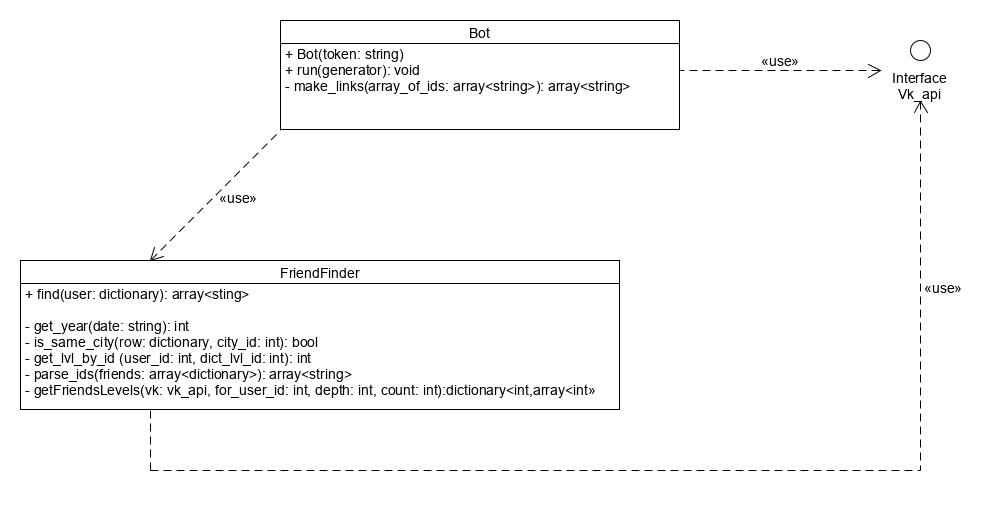 Bot
+ Bot(token: string)
+ run(generator): void
- make_links(array_of_ids: array<string>): array<string>
«use»
Interface
Vk_api
«use»
FriendFinder
+ find(user: dictionary): array<sting>
- get_year(date: string): int
- is_same_city(row: dictionary, city_id: int): bool
- get_lvl_by_id (user_id: int, dict_lvl_id: int): int
- parse_ids(friends: array<dictionary>): array<string>
- getFriendsLevels(vk: vk_api, for_user_id: int, depth: int, count: int):dictionary<int,array<int»
«use»